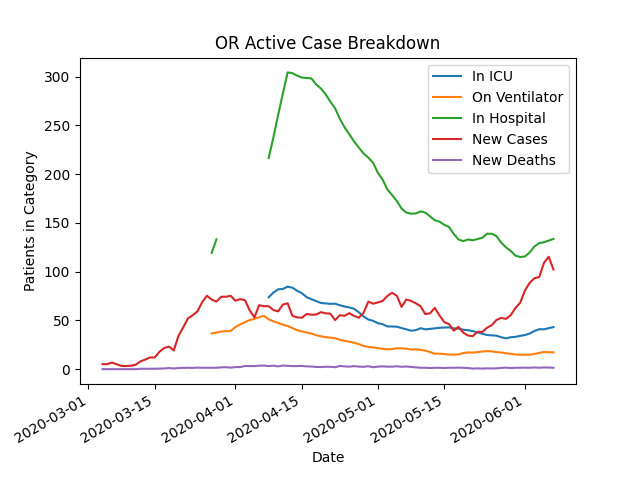 OR Active Case Breakdown
300
250
200
150
100
50
0
Patients in Category
In ICU
On Ventilator
In Hospital
New Cases
New Deaths
2020-03-01
2020-03-15
2020-04-01
2020-04-15
2020-05-01
2020-05-15
2020-06-01
Date